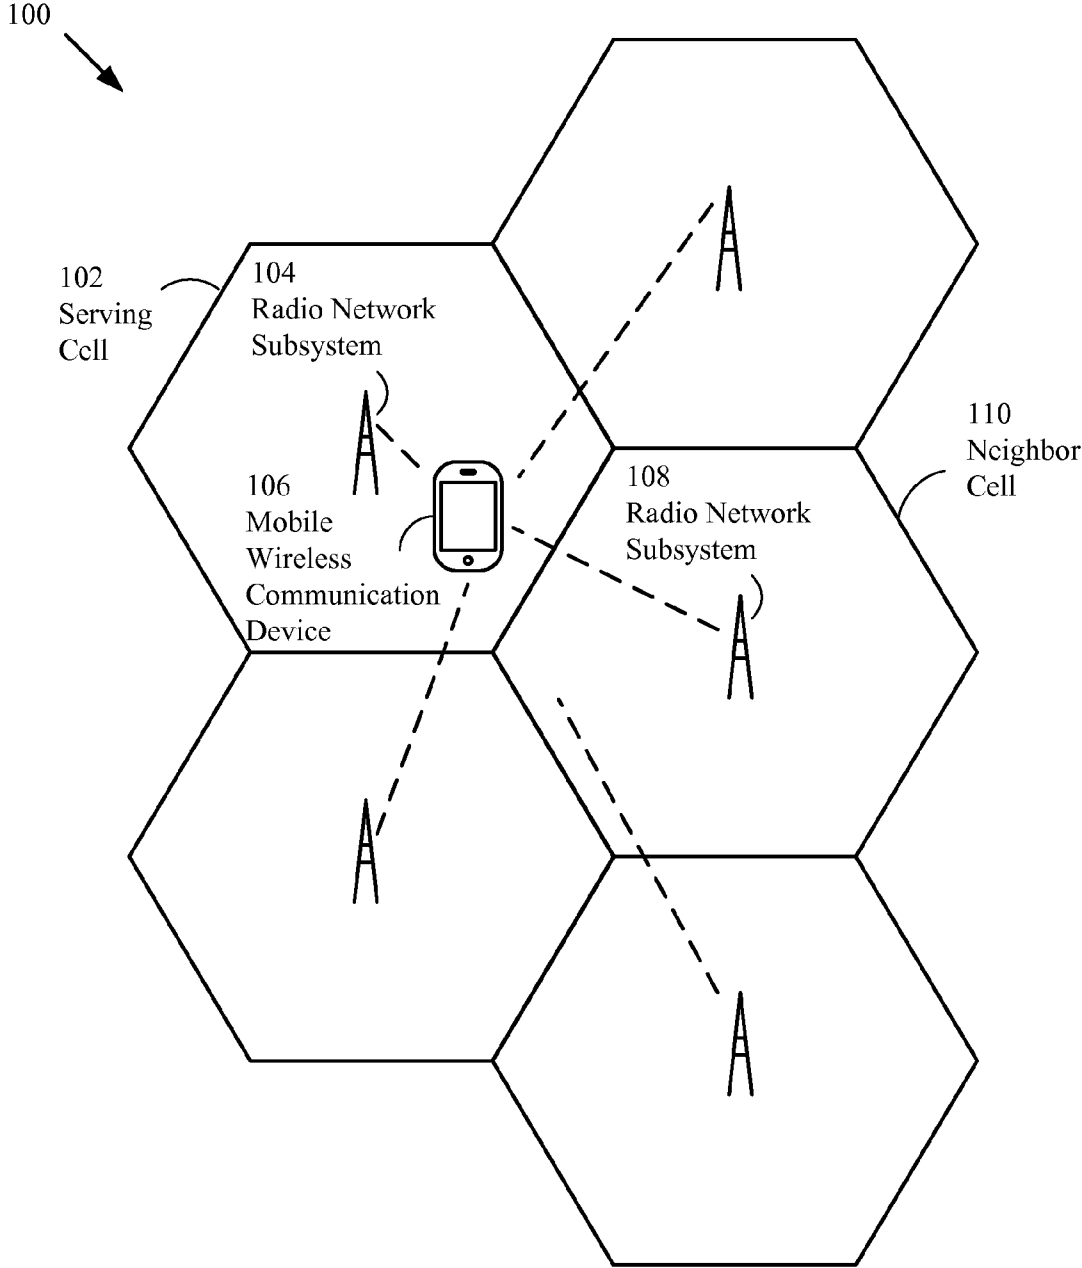 100
102
Serving
Cell
104
Radio Network
Subsystem
106
Mobile
Wireless
Communication
Device
108
Radio Network
Subsystem
110
Neighbor
Cell